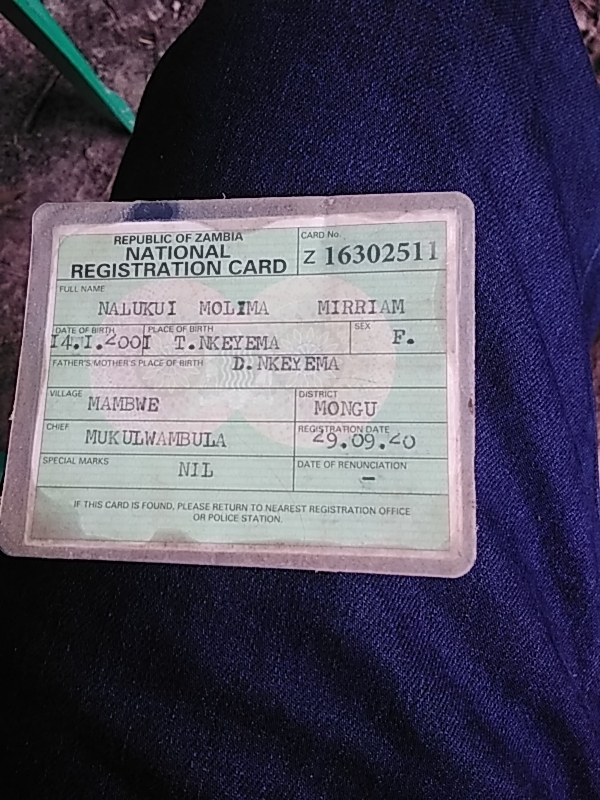 REPUBLIC OF ZAMBIA
NATIONAL
REGISTRATION CARD
CARD No.
Z 16302511
FULL NAME
NALUKUI MOLIMA MIRRIAM
DATE OF BIRTH
14.1.2001
PLACE OF BIRTH
T.NKEYEMA
SEX
F.
FATHER'S/MOTHER'S PLACE OF BIRTH
D.NKEYEMA
VILLAGE
MAMBWE
DISTRICT
MONGU
CHIEF
MUKULWAMBULA
REGISTRATION DATE
29.09.20
SPECIAL MARKS
NIL
DATE OF RENUNCIATION
–
IF THIS CARD IS FOUND, PLEASE RETURN TO NEAREST REGISTRATION OFFICE
OR POLICE STATION.